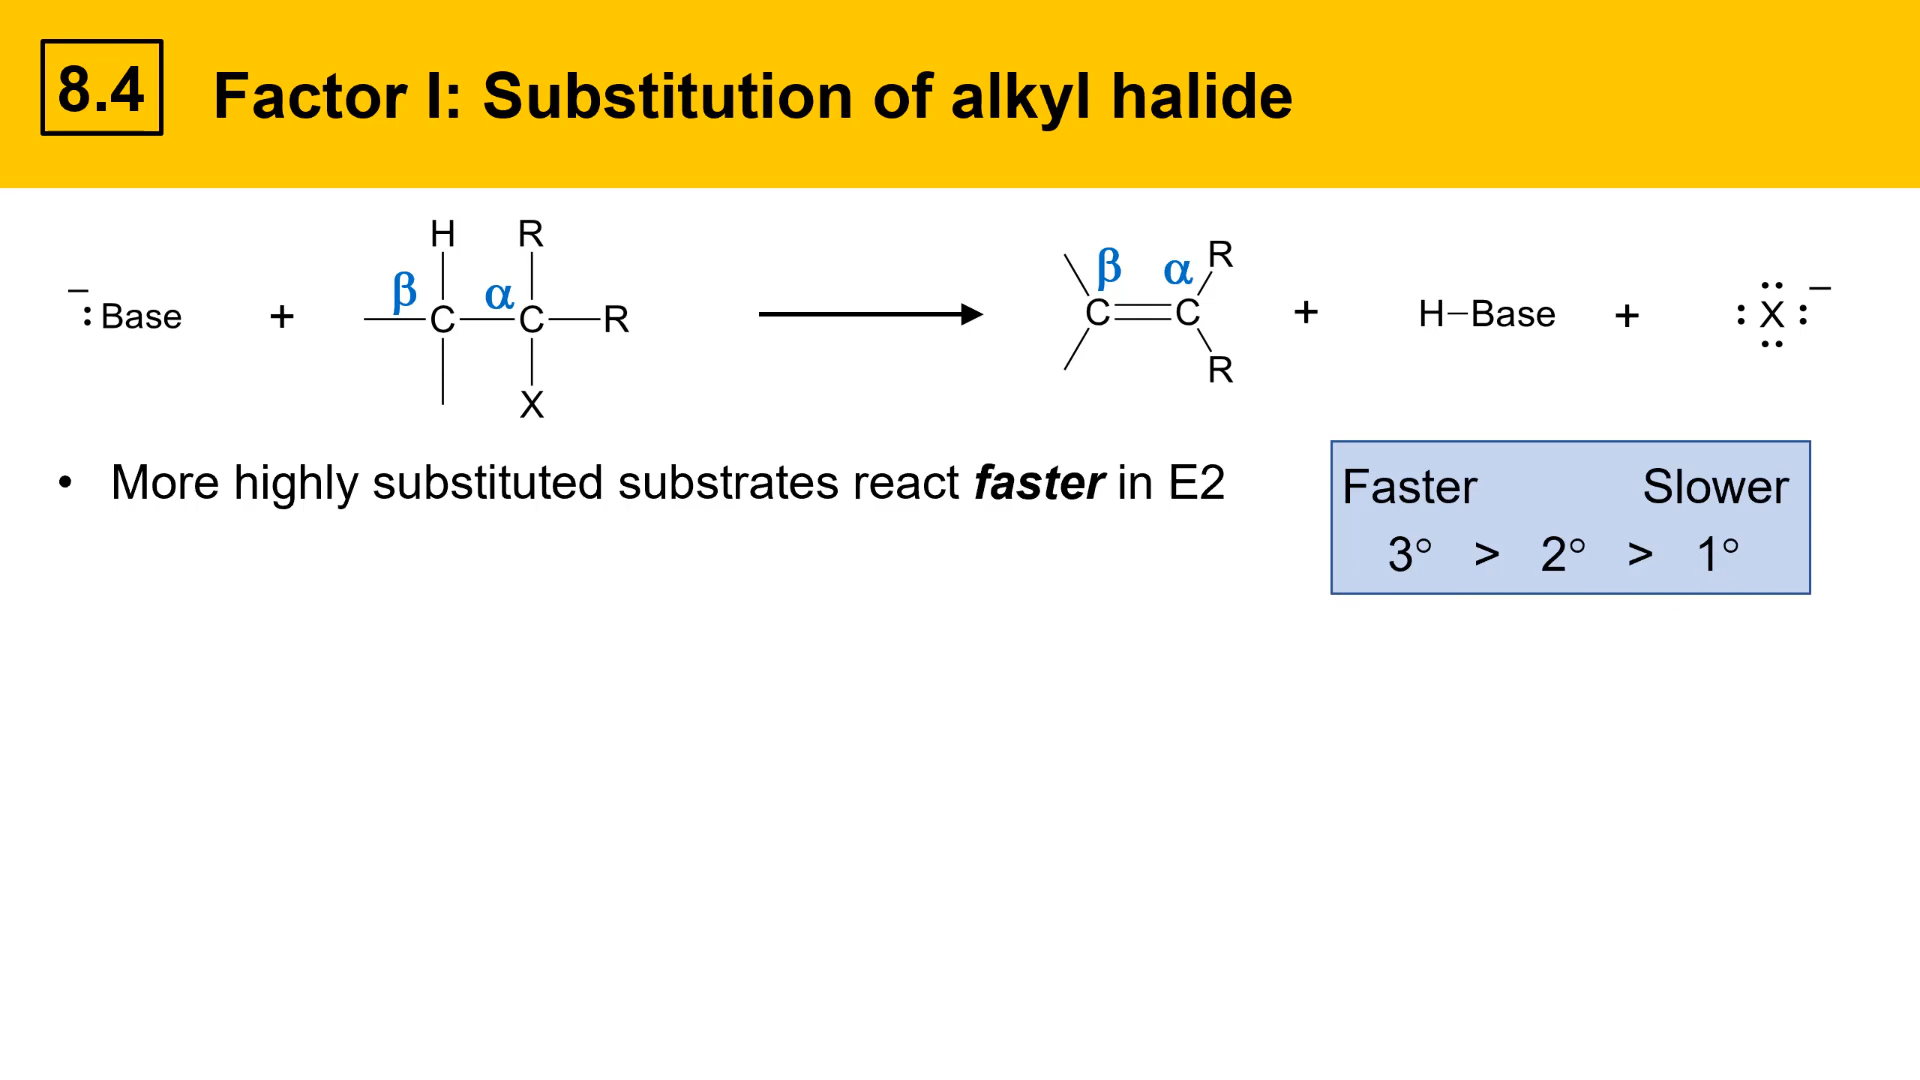 8.4
Factor I: Substitution of alkyl halide
H R
β α
– : Base + C C R
X
β α R
C C
R
+ H–Base + : X : –
• More highly substituted substrates react faster in E2
Faster Slower
3° > 2° > 1°